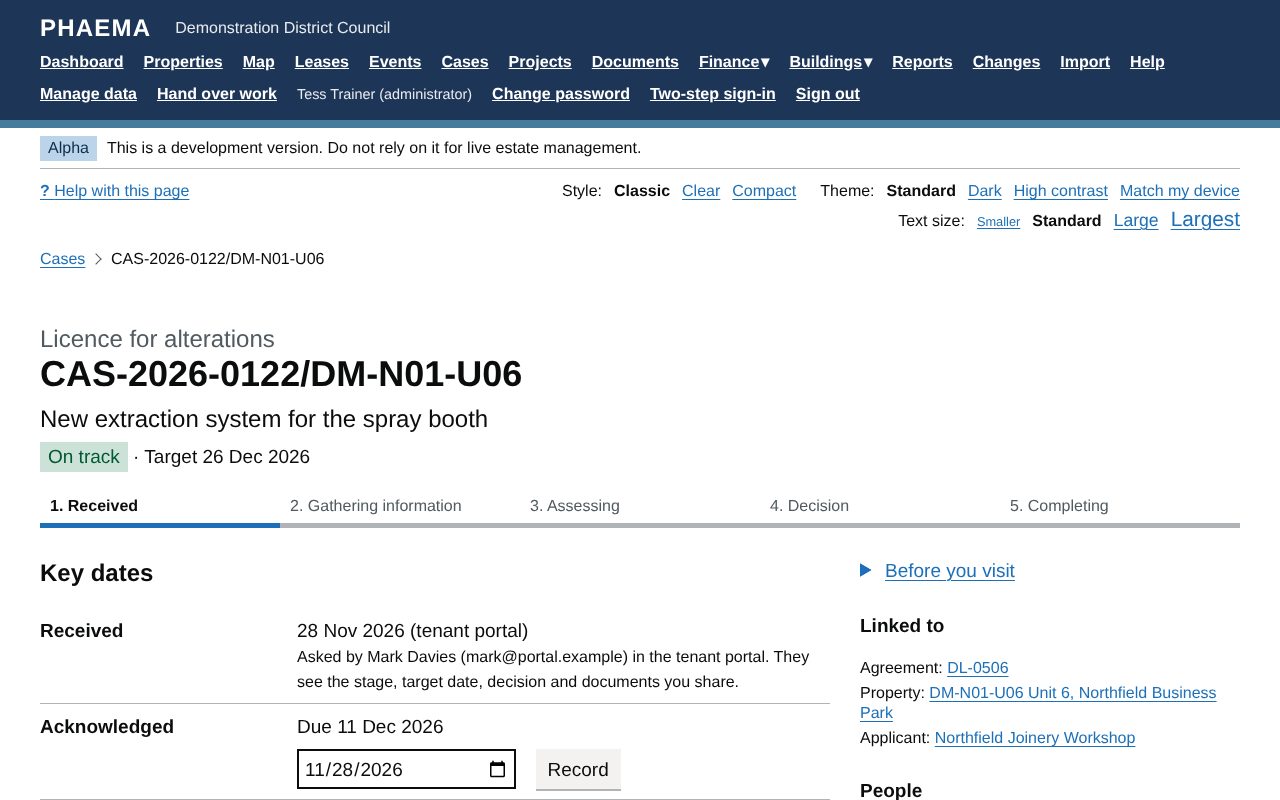 PHAEMA Demonstration District Council
Dashboard Properties Map Leases Events Cases Projects Documents Finance▾ Buildings▾ Reports Changes Import Help
Manage data Hand over work Tess Trainer (administrator) Change password Two-step sign-in Sign out
Alpha This is a development version. Do not rely on it for live estate management.
? Help with this page Style: Classic Clear Compact Theme: Standard Dark High contrast Match my device
Text size: Smaller Standard Large Largest
Cases > CAS-2026-0122/DM-N01-U06
Licence for alterations
CAS-2026-0122/DM-N01-U06
New extraction system for the spray booth
On track · Target 26 Dec 2026
1. Received 2. Gathering information 3. Assessing 4. Decision 5. Completing
Key dates
Received 28 Nov 2026 (tenant portal)
Asked by Mark Davies (mark@portal.example) in the tenant portal. They
see the stage, target date, decision and documents you share.
Acknowledged Due 11 Dec 2026
11/28/2026 Record
Before you visit
Linked to
Agreement: DL-0506
Property: DM-N01-U06 Unit 6, Northfield Business
Park
Applicant: Northfield Joinery Workshop
People